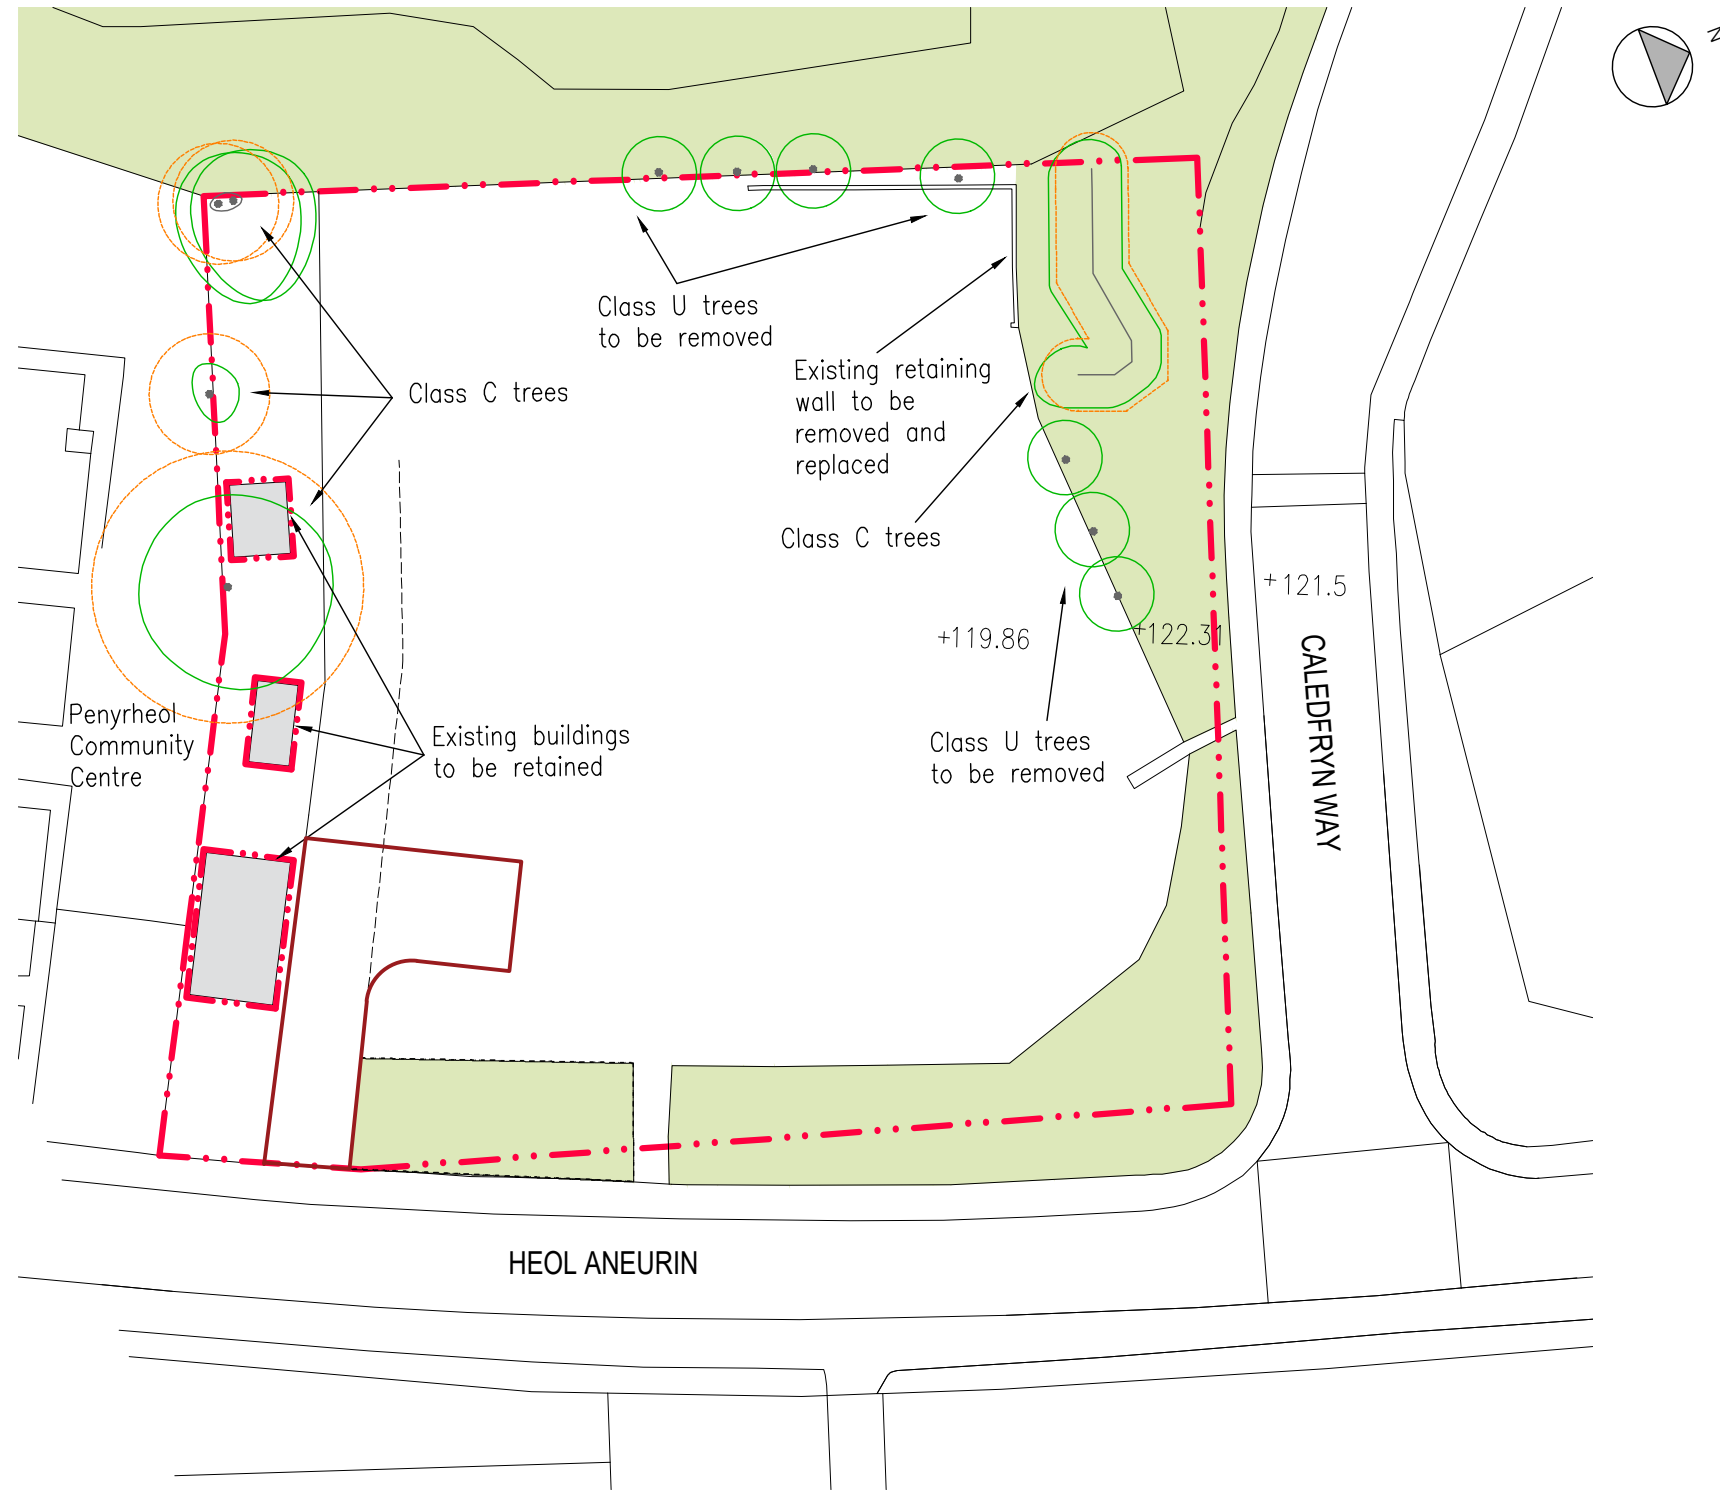 N
Class U trees
to be removed
Existing retaining
wall to be
removed and
replaced
Class C trees
Class C trees
+121.5
+119.86
+122.31
CALEDFRYN WAY
Penyrheol
Community
Centre
Existing buildings
to be retained
Class U trees
to be removed
HEOL ANEURIN